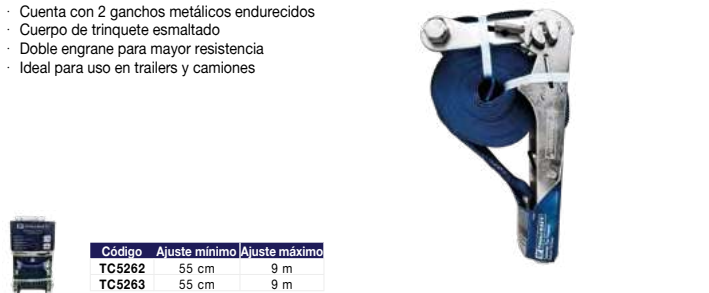 · Cuenta con 2 ganchos metálicos endurecidos
· Cuerpo de trinquete esmaltado
· Doble engrane para mayor resistencia
· Ideal para uso en trailers y camiones
Código Ajuste mínimo Ajuste máximo
TC5262 55 cm 9 m
TC5263 55 cm 9 m